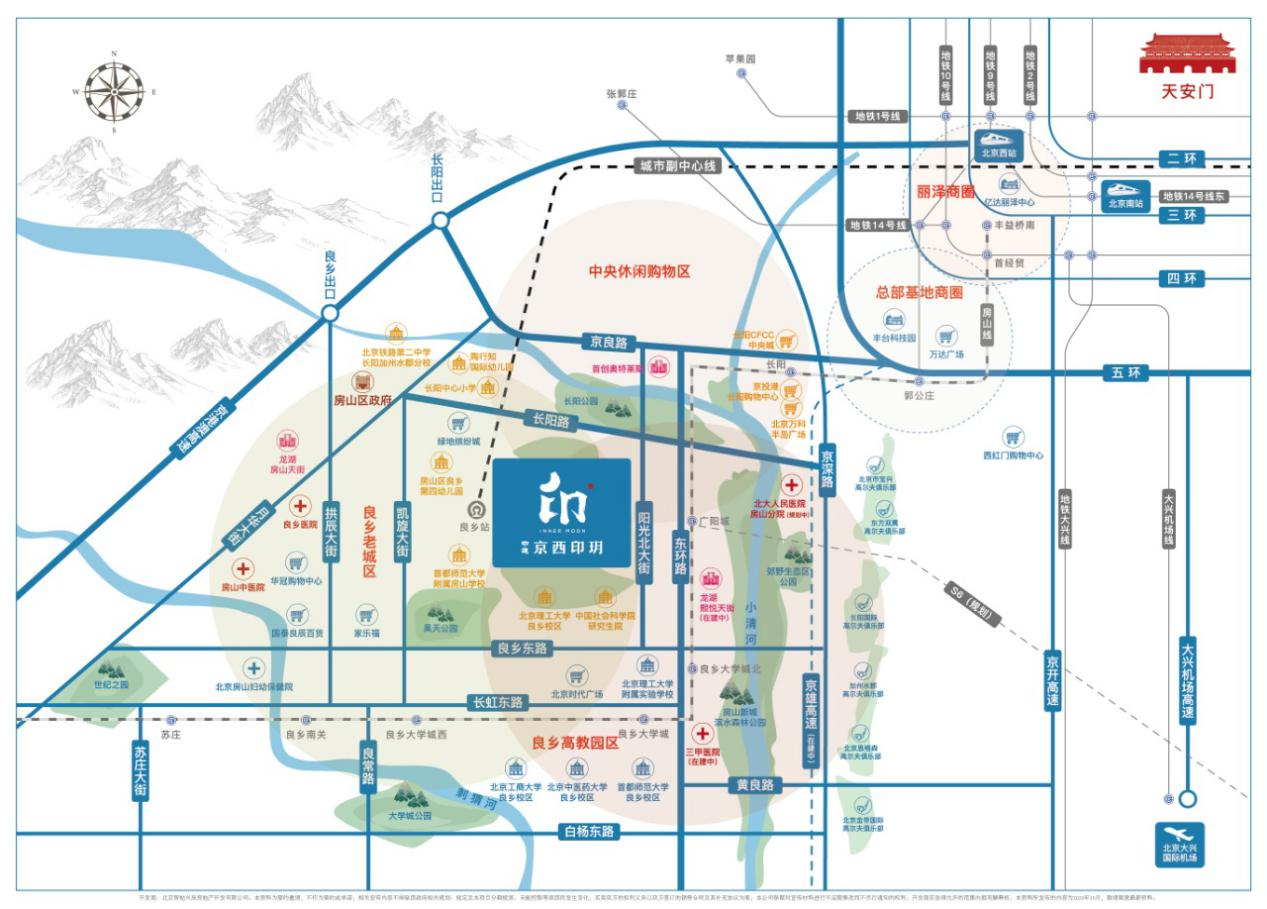 N
W
E
S
苹果园
张郭庄
地铁10号线
地铁9号线
地铁2号线
天安门
地铁1号线
北京西站
二环
城市副中心线
长阳出口
丽泽商圈
亿达丽泽中心
北京南站
地铁14号线东
三环
地铁14号线
丰益桥南
首经贸
四环
良乡出口
中央休闲购物区
总部基地商圈
丰台科技园
万达广场
房山线
京良路
长阳CFCC
中央城
长阳
五环
郭公庄
北京铁路第二中学
长阳加州水郡分校
陶行知
国际幼儿园
首创奥特莱斯
房山区政府
长阳中心小学
长阳公园
京投港
长阳购物中心
北京万科
半岛广场
京港澳高速
绿地缤纷城
长阳路
龙湖
房山天街
西红门购物中心
京深路
房山区良乡
第四幼儿园
北京市宝兴
高尔夫俱乐部
北大人民医院
房山分院(规划中)
良乡医院
月华大街
拱辰大街
良乡老城区
凯旋大街
良乡站
印
INNER MOON
京西印玥
阳光北大街
东环路
广阳城
东方双鹰
高尔夫俱乐部
地铁大兴线
大兴机场线
房山中医院
华冠购物中心
首都师范大学
附属房山学校
郊野生态区
公园
龙湖
熙悦天街
(在建中)
S6(规划)
国泰良辰百货
家乐福
昊天公园
北京理工大学
良乡校区
中国社会科学院
研究生院
小清河
长阳国际
高尔夫俱乐部
良乡东路
世纪之园
北京房山妇幼保健院
北京时代广场
北京理工大学
附属实验学校
良乡大学城北
加州水郡
高尔夫俱乐部
京开高速
大兴机场高速
长虹东路
房山新城
滨水森林公园
京雄高速(在建中)
苏庄
良乡南关
良乡大学城西
良乡大学城
良乡高教园区
三甲医院
(在建中)
北京思格森
高尔夫俱乐部
苏庄大街
良常路
北京工商大学
良乡校区
北京中医药大学
良乡校区
首都师范大学
良乡校区
黄良路
刺猬河
大学城公园
北京金帝国际
高尔夫俱乐部
白杨东路
北京大兴
国际机场